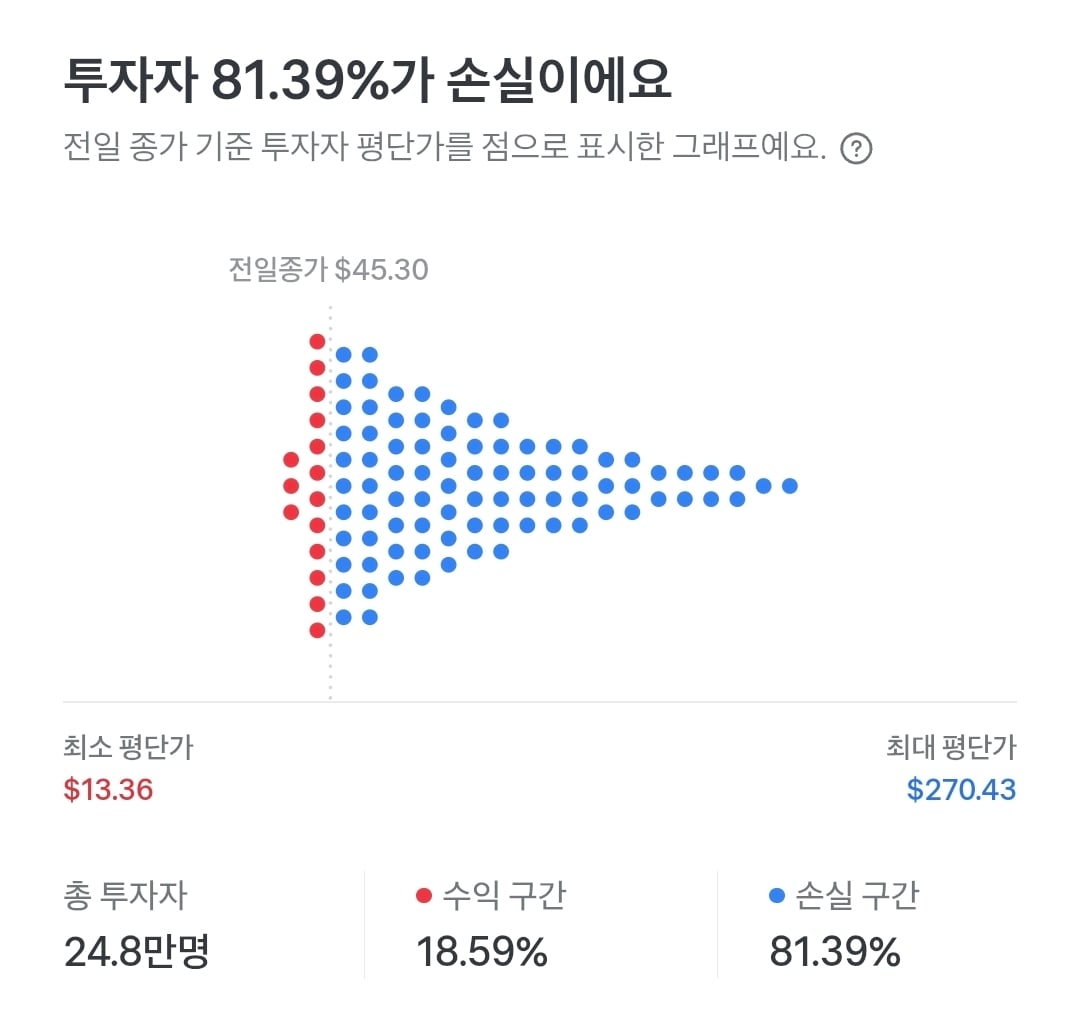 투자자 81.39%가 손실이에요
전일 종가 기준 투자자 평단가를 점으로 표시한 그래프예요. ?
전일종가 $45.30
최소 평단가
최대 평단가
$13.36
$270.43
총 투자자
수익 구간
손실 구간
24.8만명
18.59%
81.39%